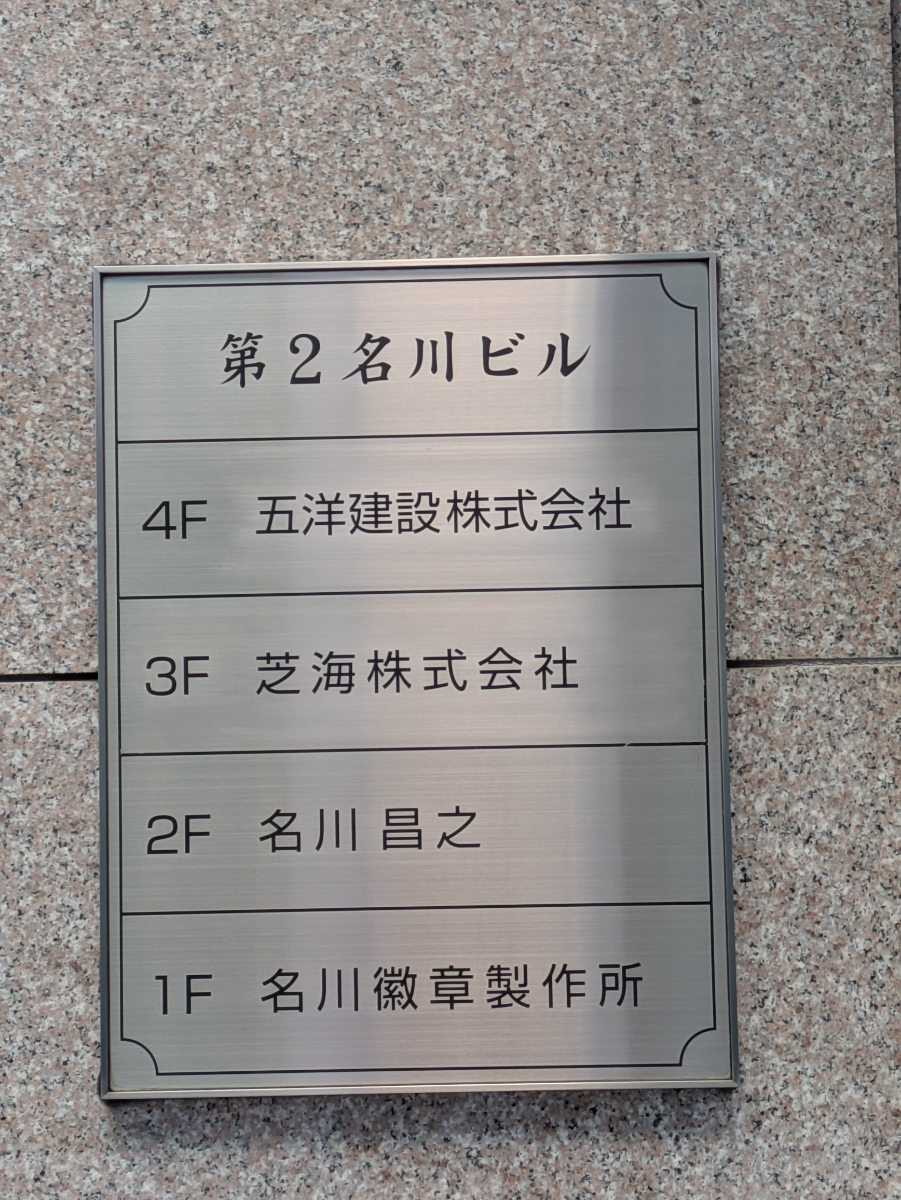 第2名川ビル
4F 五洋建設株式会社
3F 芝海株式会社
2F 名川 昌之
1F 名川徽章製作所